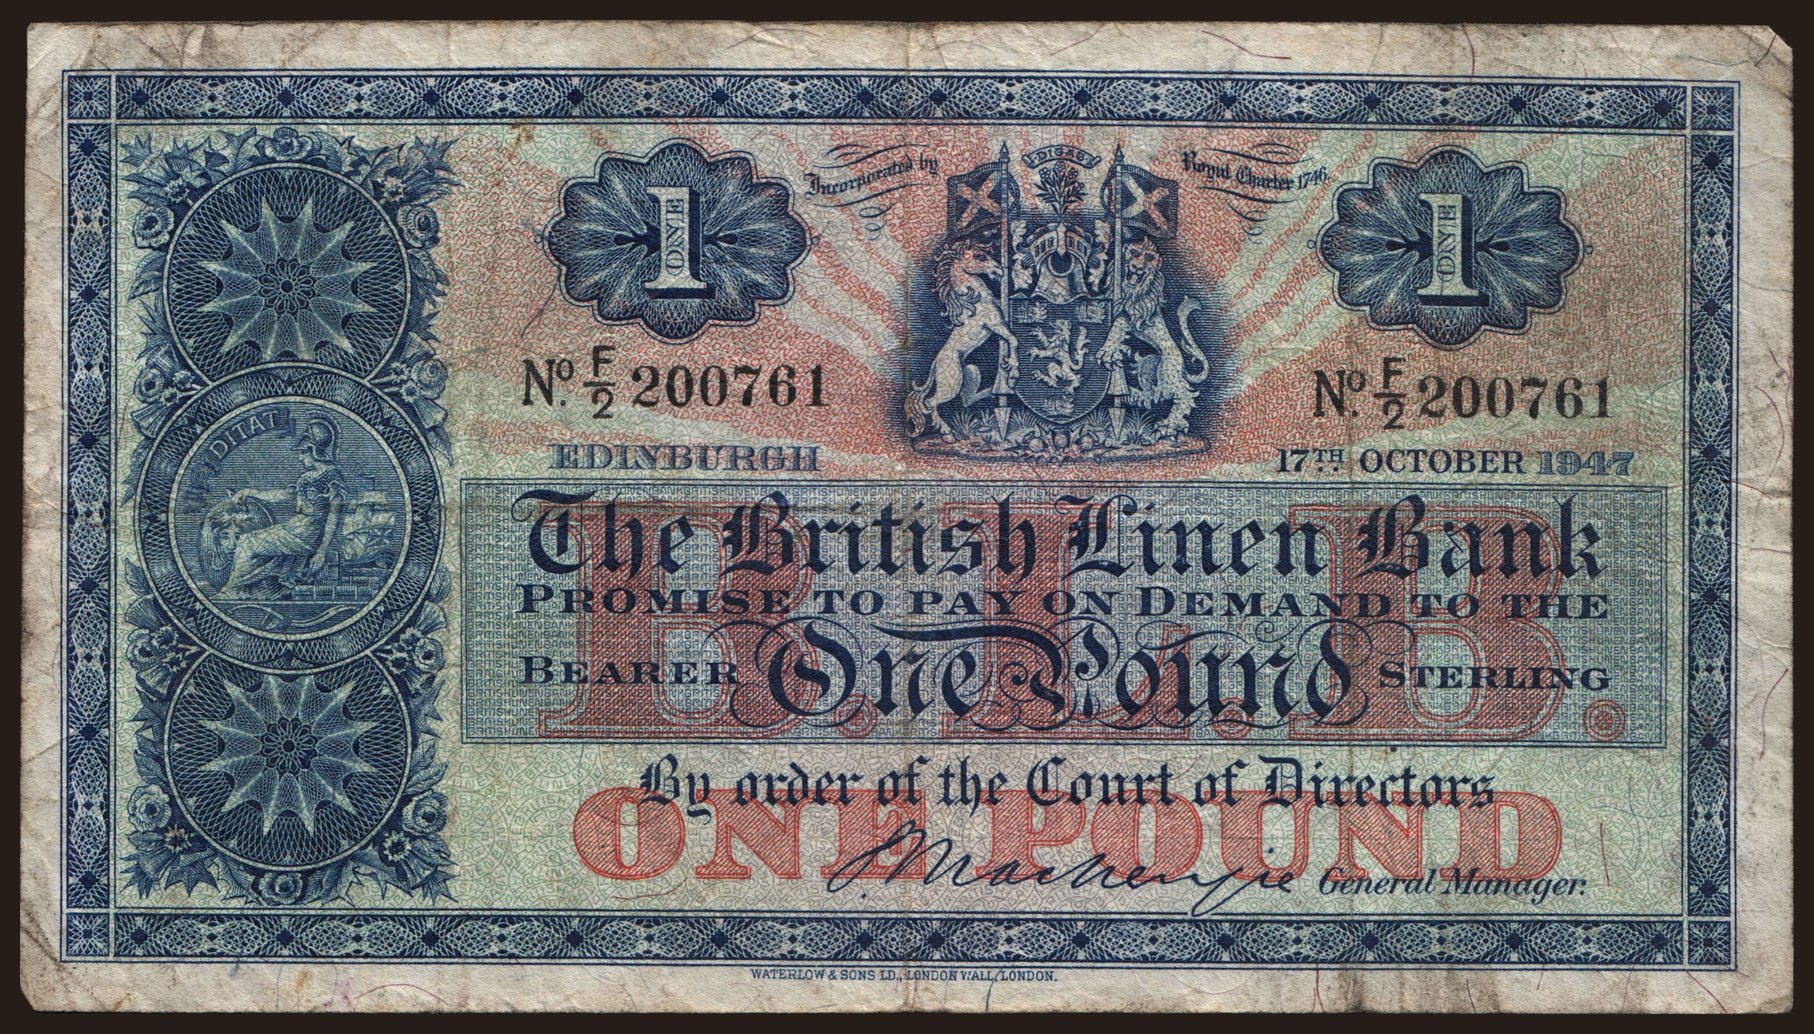 Incorporated by
Royal Charter 1746.
DIGAS
1
ONE
1
ONE
No. F/2 200761
No. F/2 200761
DITAT
EDINBURGH
17TH OCTOBER 1947
The British Linen Bank
PROMISE TO PAY ON DEMAND TO THE
BEARER One Pound STERLING
B.L.B.
By order of the Court of Directors
ONE POUND
J Mackenzie General Manager.
WATERLOW & SONS LD., LONDON WALL, LONDON.